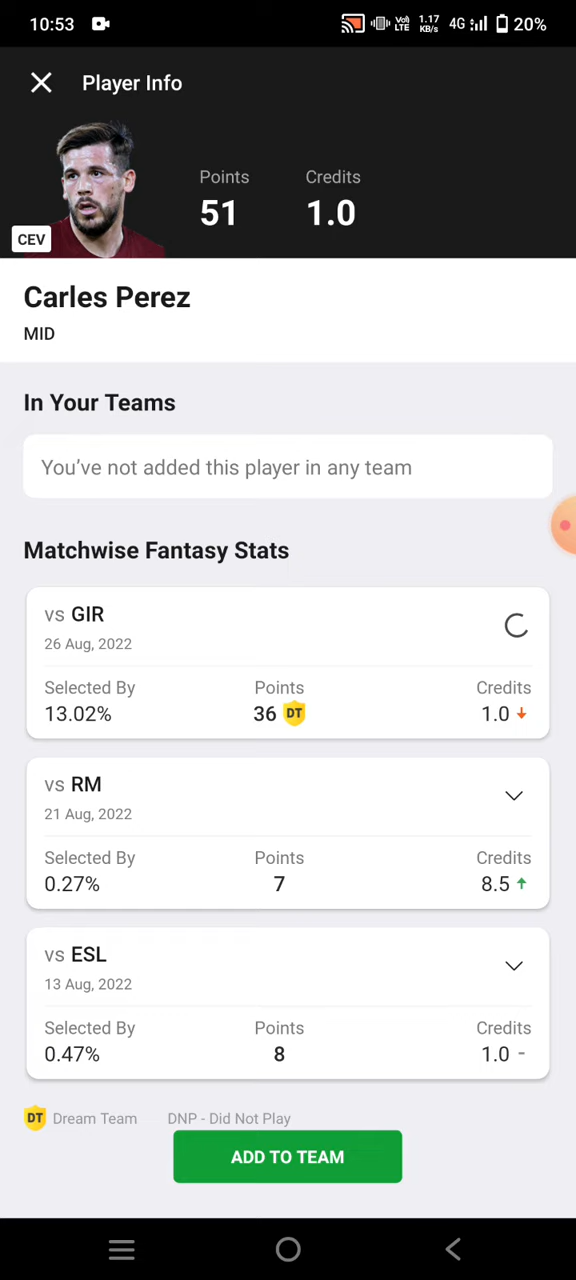 10:53 Vo) LTE 1.17 KB/s 4G 20%
Player Info
Points Credits
51 1.0
CEV
Carles Perez
MID
In Your Teams
You’ve not added this player in any team
Matchwise Fantasy Stats
vs GIR
26 Aug, 2022
Selected By Points Credits
13.02% 36 DT 1.0
vs RM
21 Aug, 2022
Selected By Points Credits
0.27% 7 8.5
vs ESL
13 Aug, 2022
Selected By Points Credits
0.47% 8 1.0 -
DT Dream Team DNP - Did Not Play
ADD TO TEAM